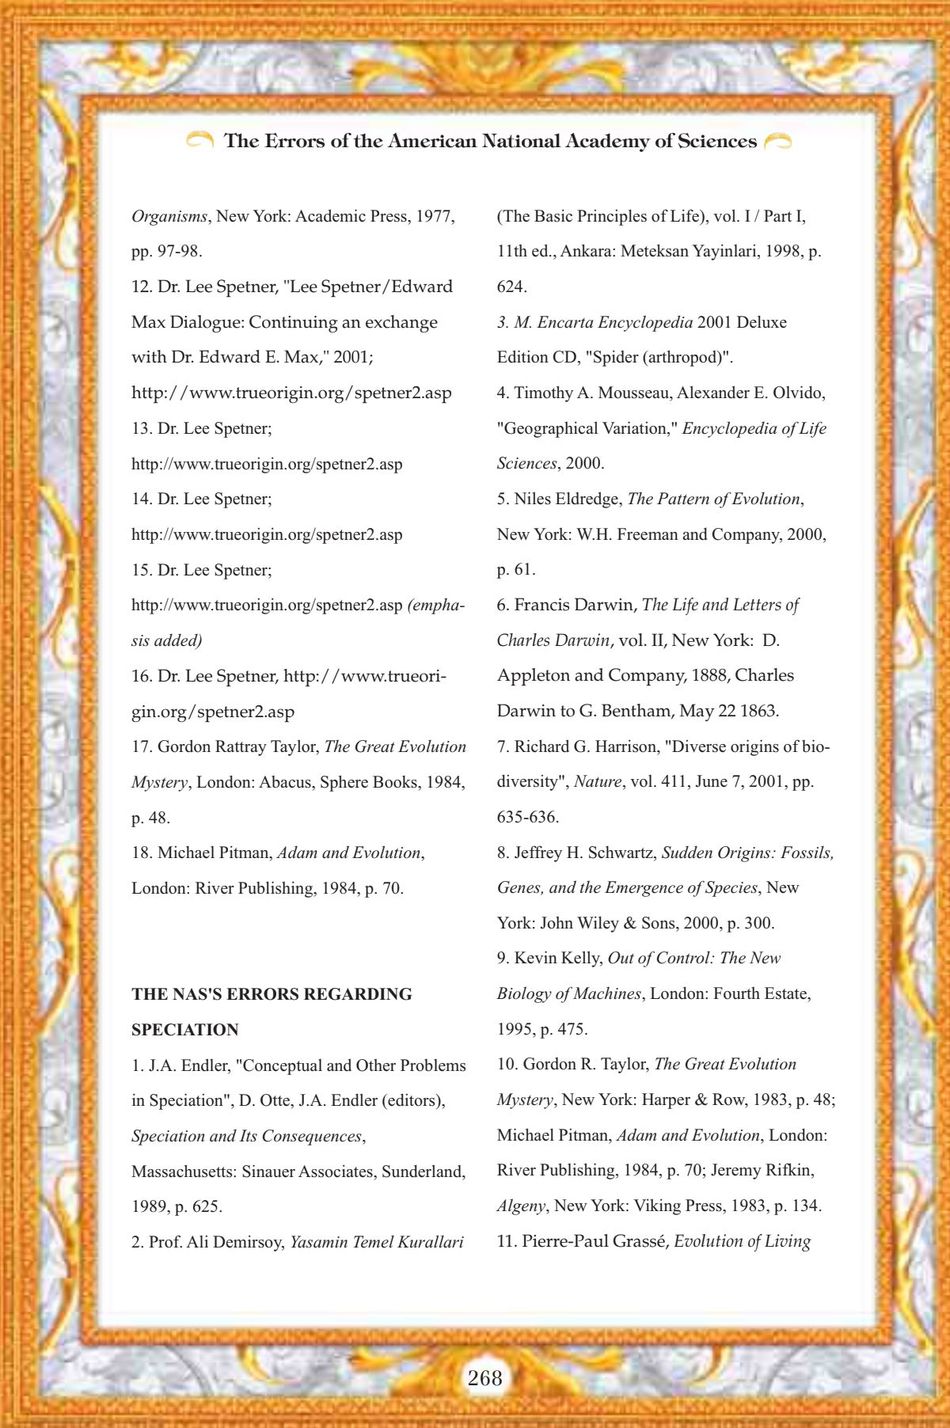 The Errors of the American National Academy of Sciences
Organisms, New York: Academic Press, 1977,
pp. 97-98.
12. Dr. Lee Spetner, "Lee Spetner/Edward
Max Dialogue: Continuing an exchange
with Dr. Edward E. Max," 2001;
http://www.trueorigin.org/spetner2.asp
13. Dr. Lee Spetner;
http://www.trueorigin.org/spetner2.asp
14. Dr. Lee Spetner;
http://www.trueorigin.org/spetner2.asp
15. Dr. Lee Spetner;
http://www.trueorigin.org/spetner2.asp (empha-
sis added)
16. Dr. Lee Spetner, http://www.trueori-
gin.org/spetner2.asp
17. Gordon Rattray Taylor, The Great Evolution
Mystery, London: Abacus, Sphere Books, 1984,
p. 48.
18. Michael Pitman, Adam and Evolution,
London: River Publishing, 1984, p. 70.
THE NAS'S ERRORS REGARDING
SPECIATION
1. J.A. Endler, "Conceptual and Other Problems
in Speciation", D. Otte, J.A. Endler (editors),
Speciation and Its Consequences,
Massachusetts: Sinauer Associates, Sunderland,
1989, p. 625.
2. Prof. Ali Demirsoy, Yasamin Temel Kurallari
(The Basic Principles of Life), vol. I / Part I,
11th ed., Ankara: Meteksan Yayinlari, 1998, p.
624.
3. M. Encarta Encyclopedia 2001 Deluxe
Edition CD, "Spider (arthropod)".
4. Timothy A. Mousseau, Alexander E. Olvido,
"Geographical Variation," Encyclopedia of Life
Sciences, 2000.
5. Niles Eldredge, The Pattern of Evolution,
New York: W.H. Freeman and Company, 2000,
p. 61.
6. Francis Darwin, The Life and Letters of
Charles Darwin, vol. II, New York: D.
Appleton and Company, 1888, Charles
Darwin to G. Bentham, May 22 1863.
7. Richard G. Harrison, "Diverse origins of bio-
diversity", Nature, vol. 411, June 7, 2001, pp.
635-636.
8. Jeffrey H. Schwartz, Sudden Origins: Fossils,
Genes, and the Emergence of Species, New
York: John Wiley & Sons, 2000, p. 300.
9. Kevin Kelly, Out of Control: The New
Biology of Machines, London: Fourth Estate,
1995, p. 475.
10. Gordon R. Taylor, The Great Evolution
Mystery, New York: Harper & Row, 1983, p. 48;
Michael Pitman, Adam and Evolution, London:
River Publishing, 1984, p. 70; Jeremy Rifkin,
Algeny, New York: Viking Press, 1983, p. 134.
11. Pierre-Paul Grassé, Evolution of Living
268